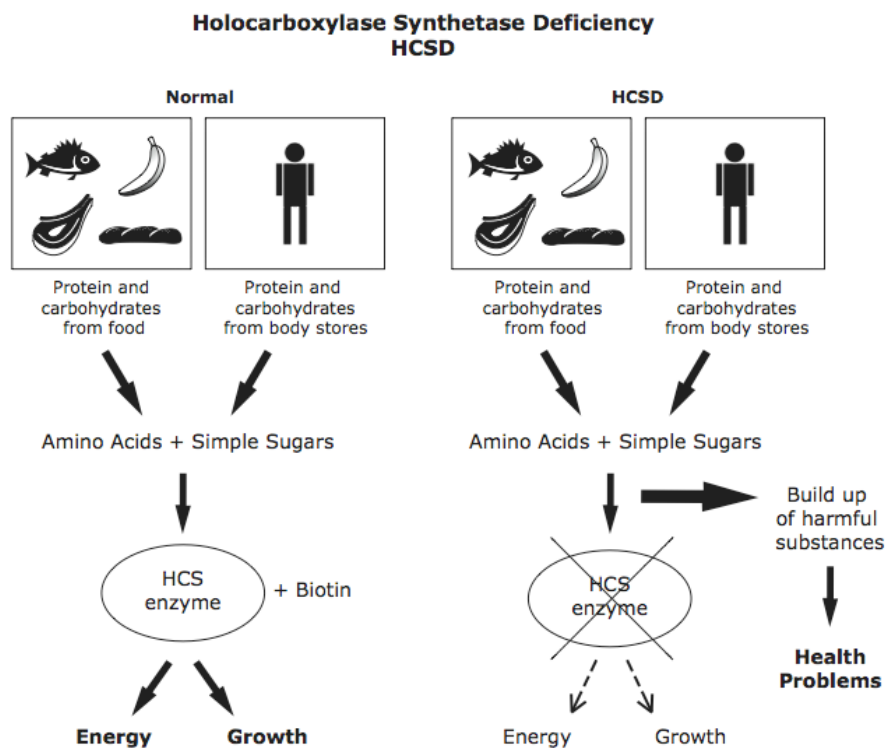 Holocarboxylase Synthetase Deficiency
HCSD
Normal
Protein and
carbohydrates
from food
Protein and
carbohydrates
from body stores
Amino Acids + Simple Sugars
HCS
enzyme
+ Biotin
Energy
Growth
HCSD
Protein and
carbohydrates
from food
Protein and
carbohydrates
from body stores
Amino Acids + Simple Sugars
Build up
of harmful
substances
HCS
enzyme
Health
Problems
Energy
Growth